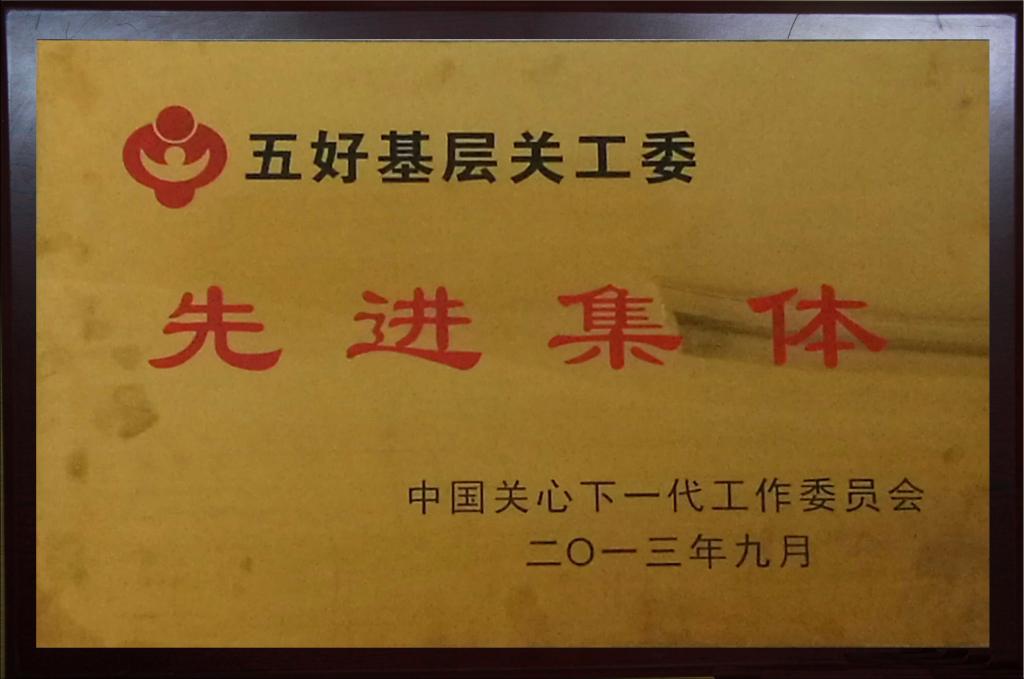 五好基层关工委
先进集体
中国关心下一代工作委员会
二〇一三年九月